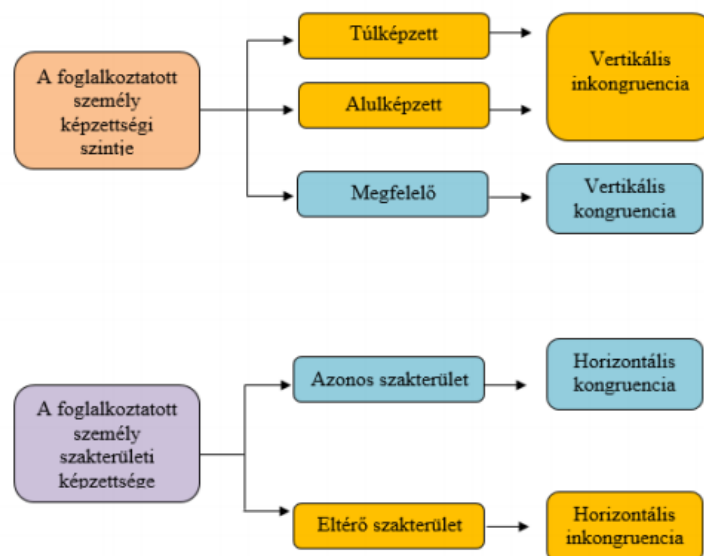 Túlképzett
Vertikális
inkongruencia
A foglalkoztatott
személy
képzettségi
szintje
Alulképzett
Megfelelő
Vertikális
kongruencia
Azonos szakterület
Horizontális
kongruencia
A foglalkoztatott
személy
szakterületi
képzettsége
Eltérő szakterület
Horizontális
inkongruencia